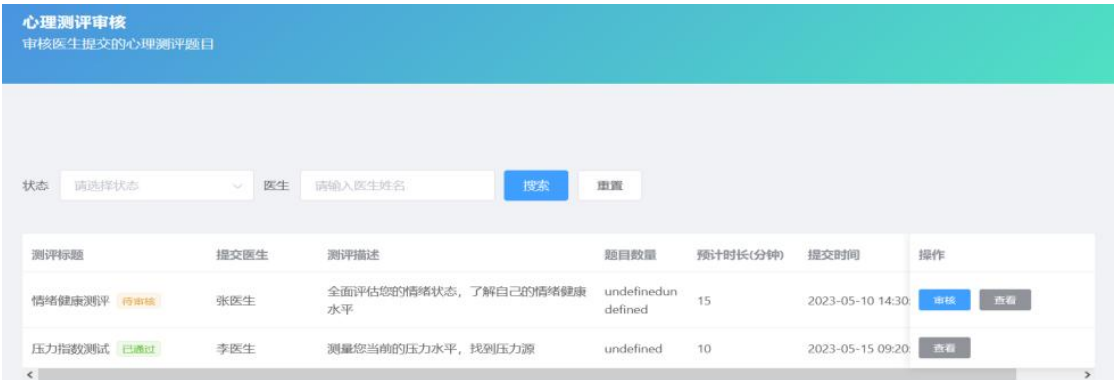 心理测评审核
审核医生提交的心理测评题目
状态 请选择状态 医生 请输入医生姓名 搜索 重置
测评标题 提交医生 测评描述 题目数量 预计时长(分钟) 提交时间 操作
情绪健康测评 待审核 张医生 全面评估您的情绪状态，了解自己的情绪健康 undefinedun 15 2023-05-10 14:30: 审核 查看
水平 defined
压力指数测试 已通过 李医生 测量您当前的压力水平，找到压力源 undefined 10 2023-05-15 09:20: 查看